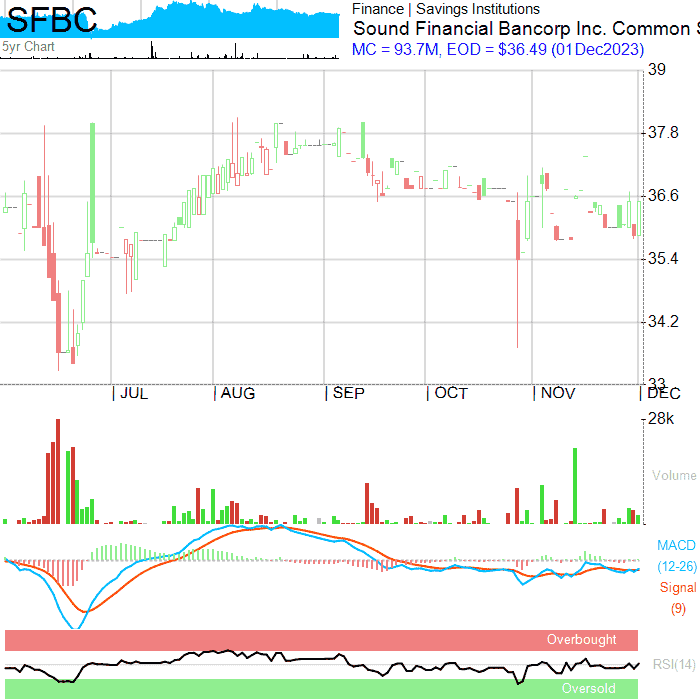 SFBC
5yr Chart
Finance | Savings Institutions
Sound Financial Bancorp Inc. Common S
MC = 93.7M, EOD = $36.49 (01Dec2023)
39
37.8
36.6
35.4
34.2
33
JUL AUG SEP OCT NOV DEC
28k
Volume
MACD
(12-26)
Signal
(9)
Overbought
RSI(14)
Oversold